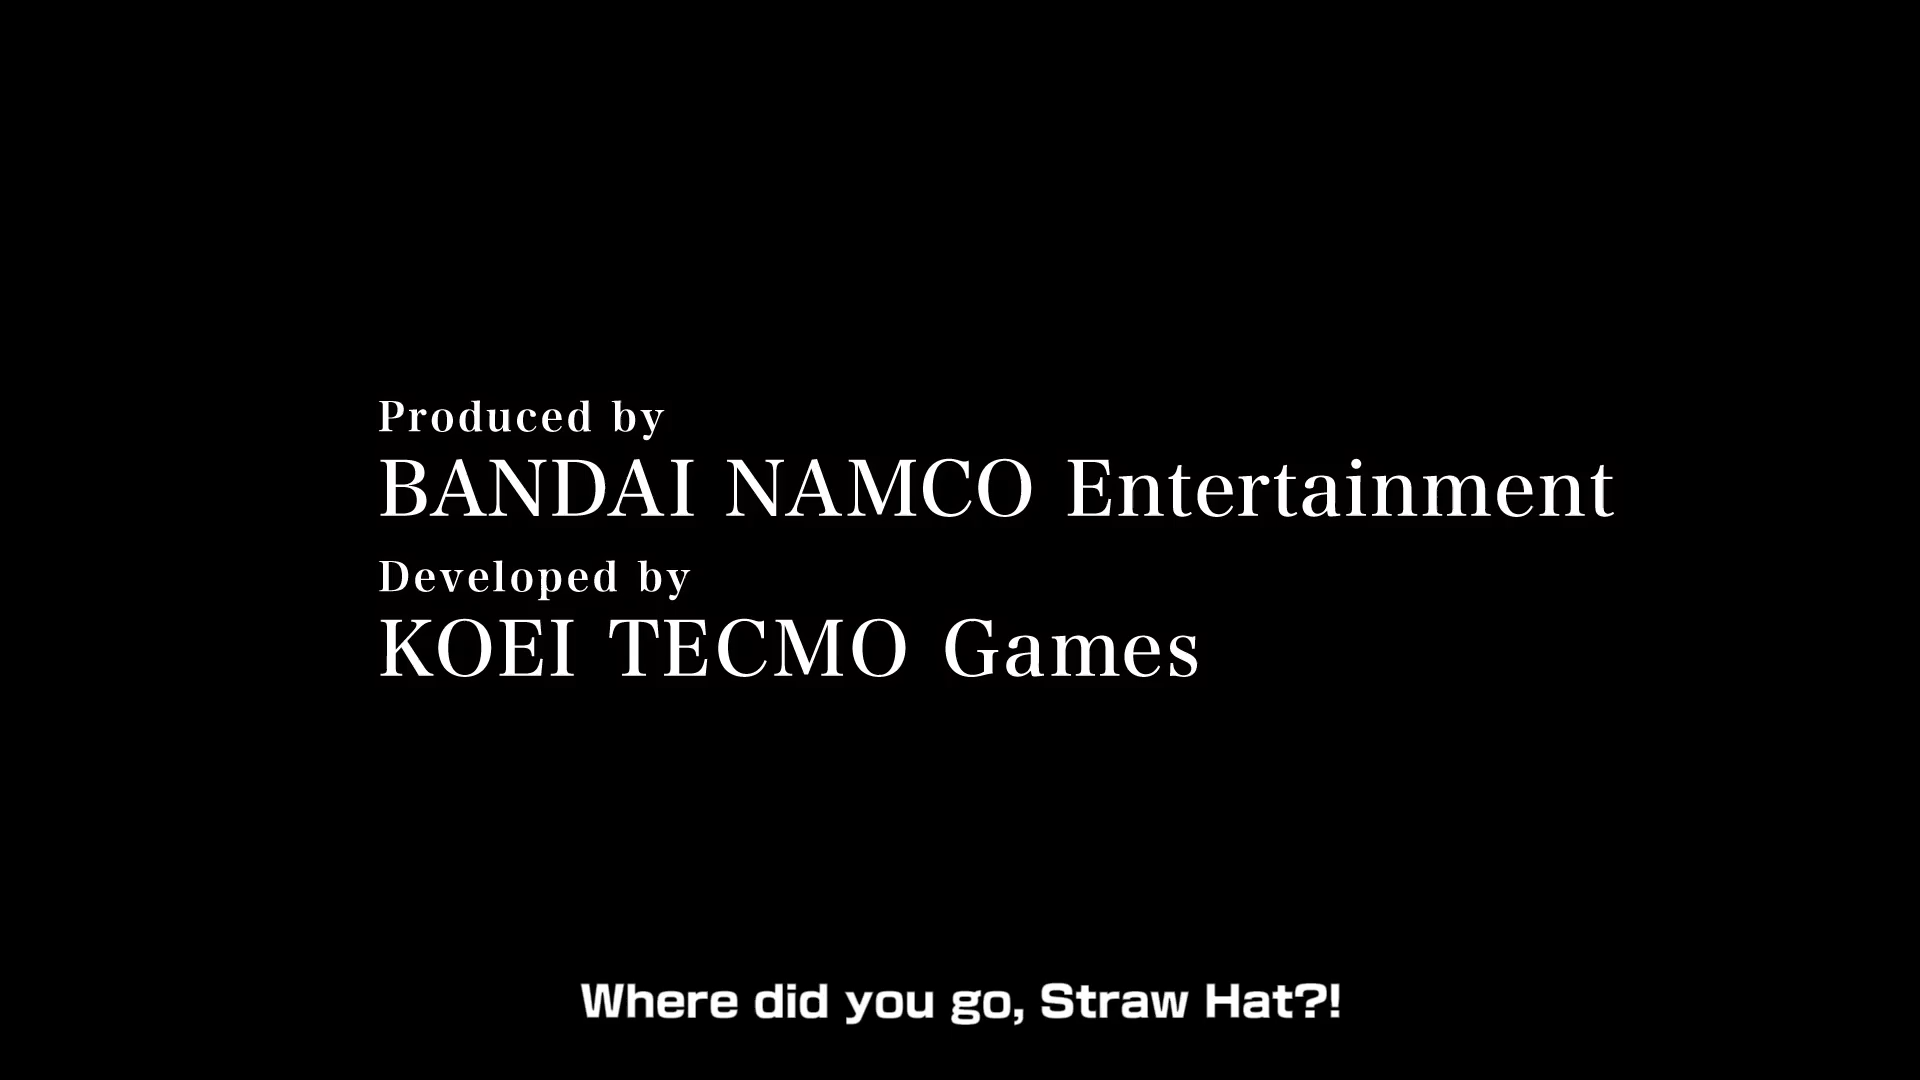 Produced by
BANDAI NAMCO Entertainment
Developed by
KOEI TECMO Games
Where did you go, Straw Hat?!